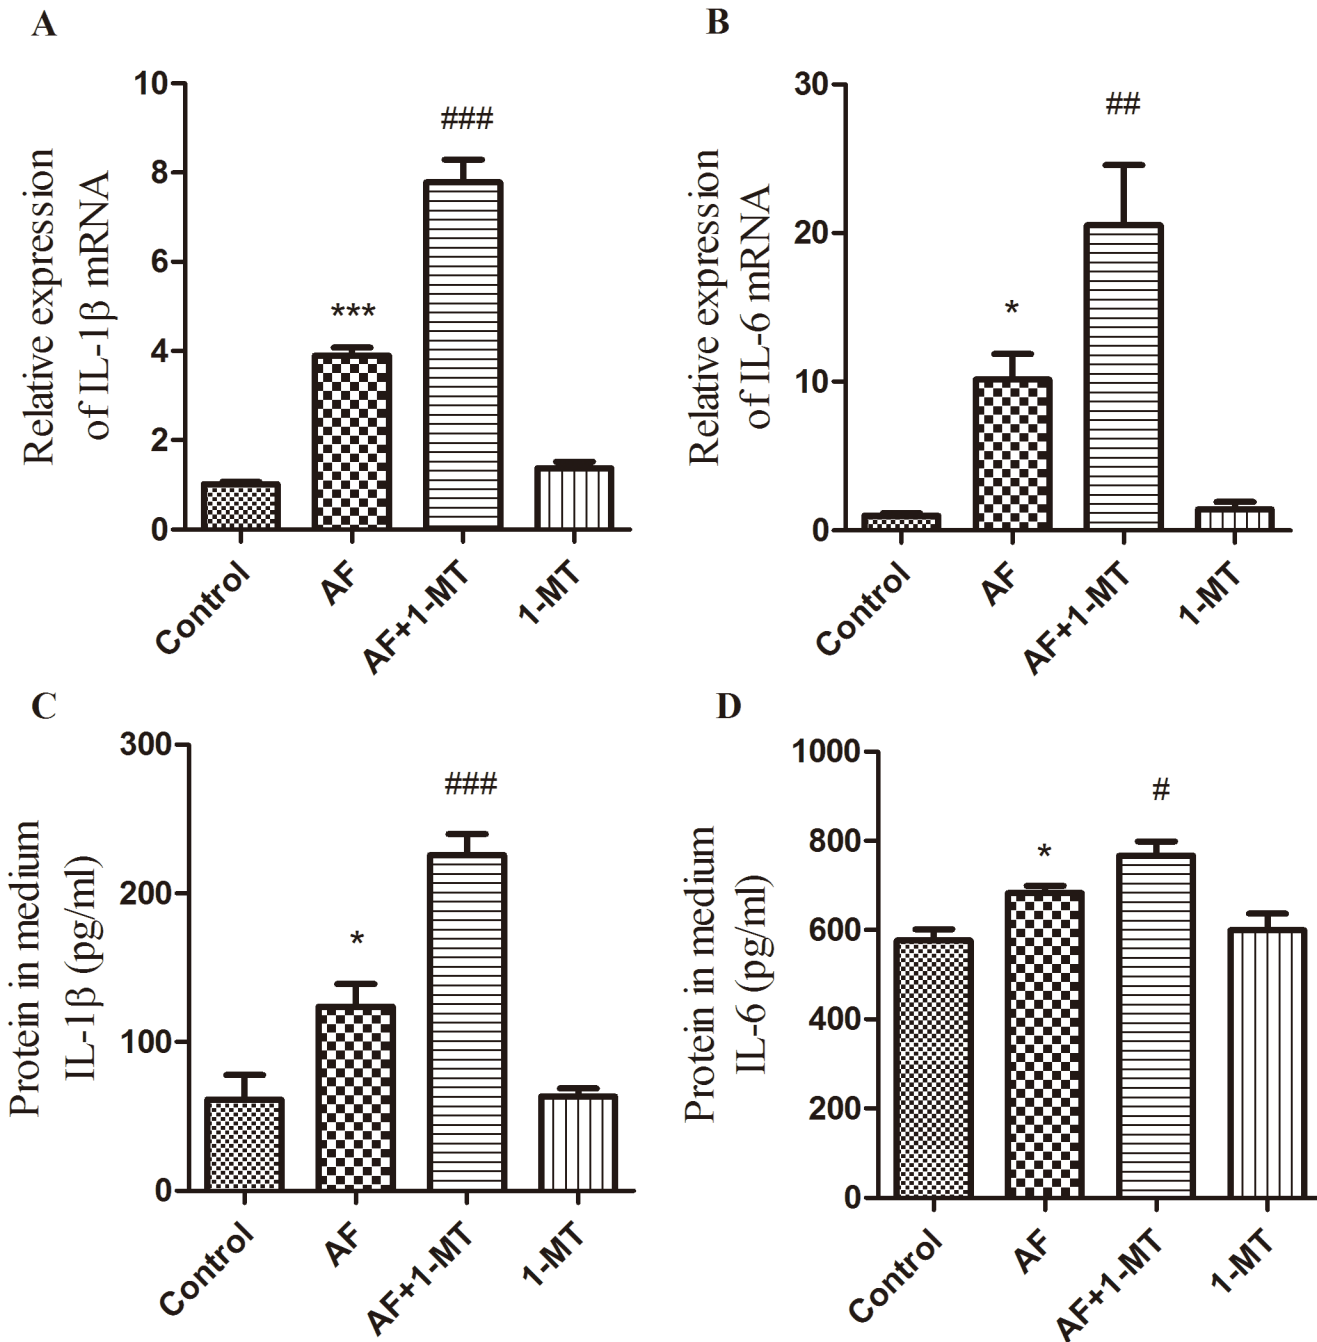 A
Relative expression
of IL-1β mRNA
10
8
6
4
2
0
***
###
Control
AF
AF+1-MT
1-MT
B
Relative expression
of IL-6 mRNA
30
20
10
0
*
##
Control
AF
AF+1-MT
1-MT
C
Protein in medium
IL-1β (pg/ml)
300
200
100
0
*
###
Control
AF
AF+1-MT
1-MT
D
Protein in medium
IL-6 (pg/ml)
1000
800
600
400
200
0
*
#
Control
AF
AF+1-MT
1-MT